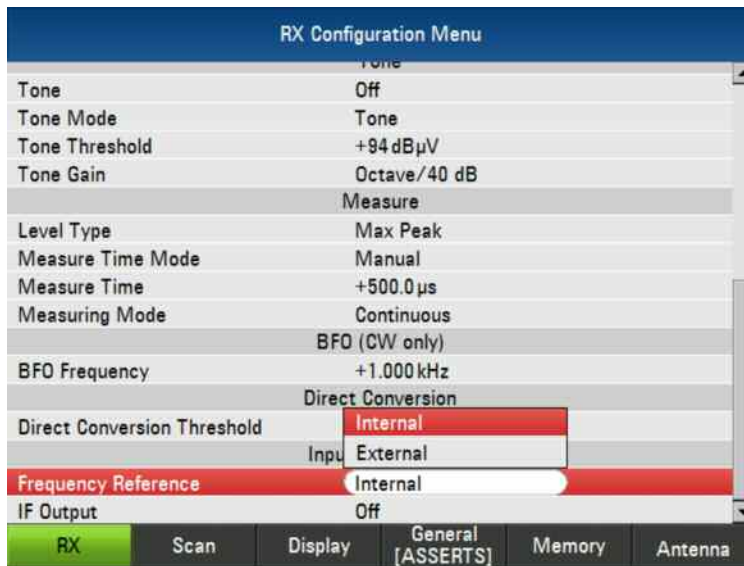 RX Configuration Menu
Tone
Tone Off
Tone Mode Tone
Tone Threshold +94 dBµV
Tone Gain Octave/40 dB
Measure
Level Type Max Peak
Measure Time Mode Manual
Measure Time +500.0 µs
Measuring Mode Continuous
BFO (CW only)
BFO Frequency +1.000 kHz
Direct Conversion
Direct Conversion Threshold Internal
External
Frequency Reference Internal
IF Output Off
RX Scan Display General [ASSERTS] Memory Antenna